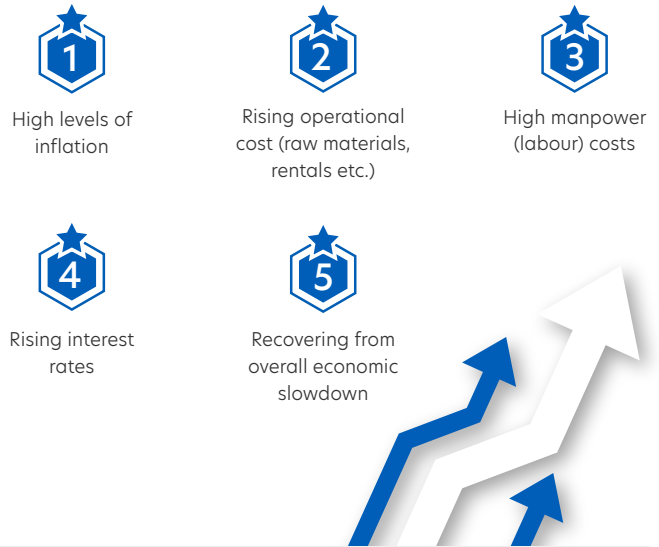 1
High levels of
inflation
2
Rising operational
cost (raw materials,
rentals etc.)
3
High manpower
(labour) costs
4
Rising interest
rates
5
Recovering from
overall economic
slowdown